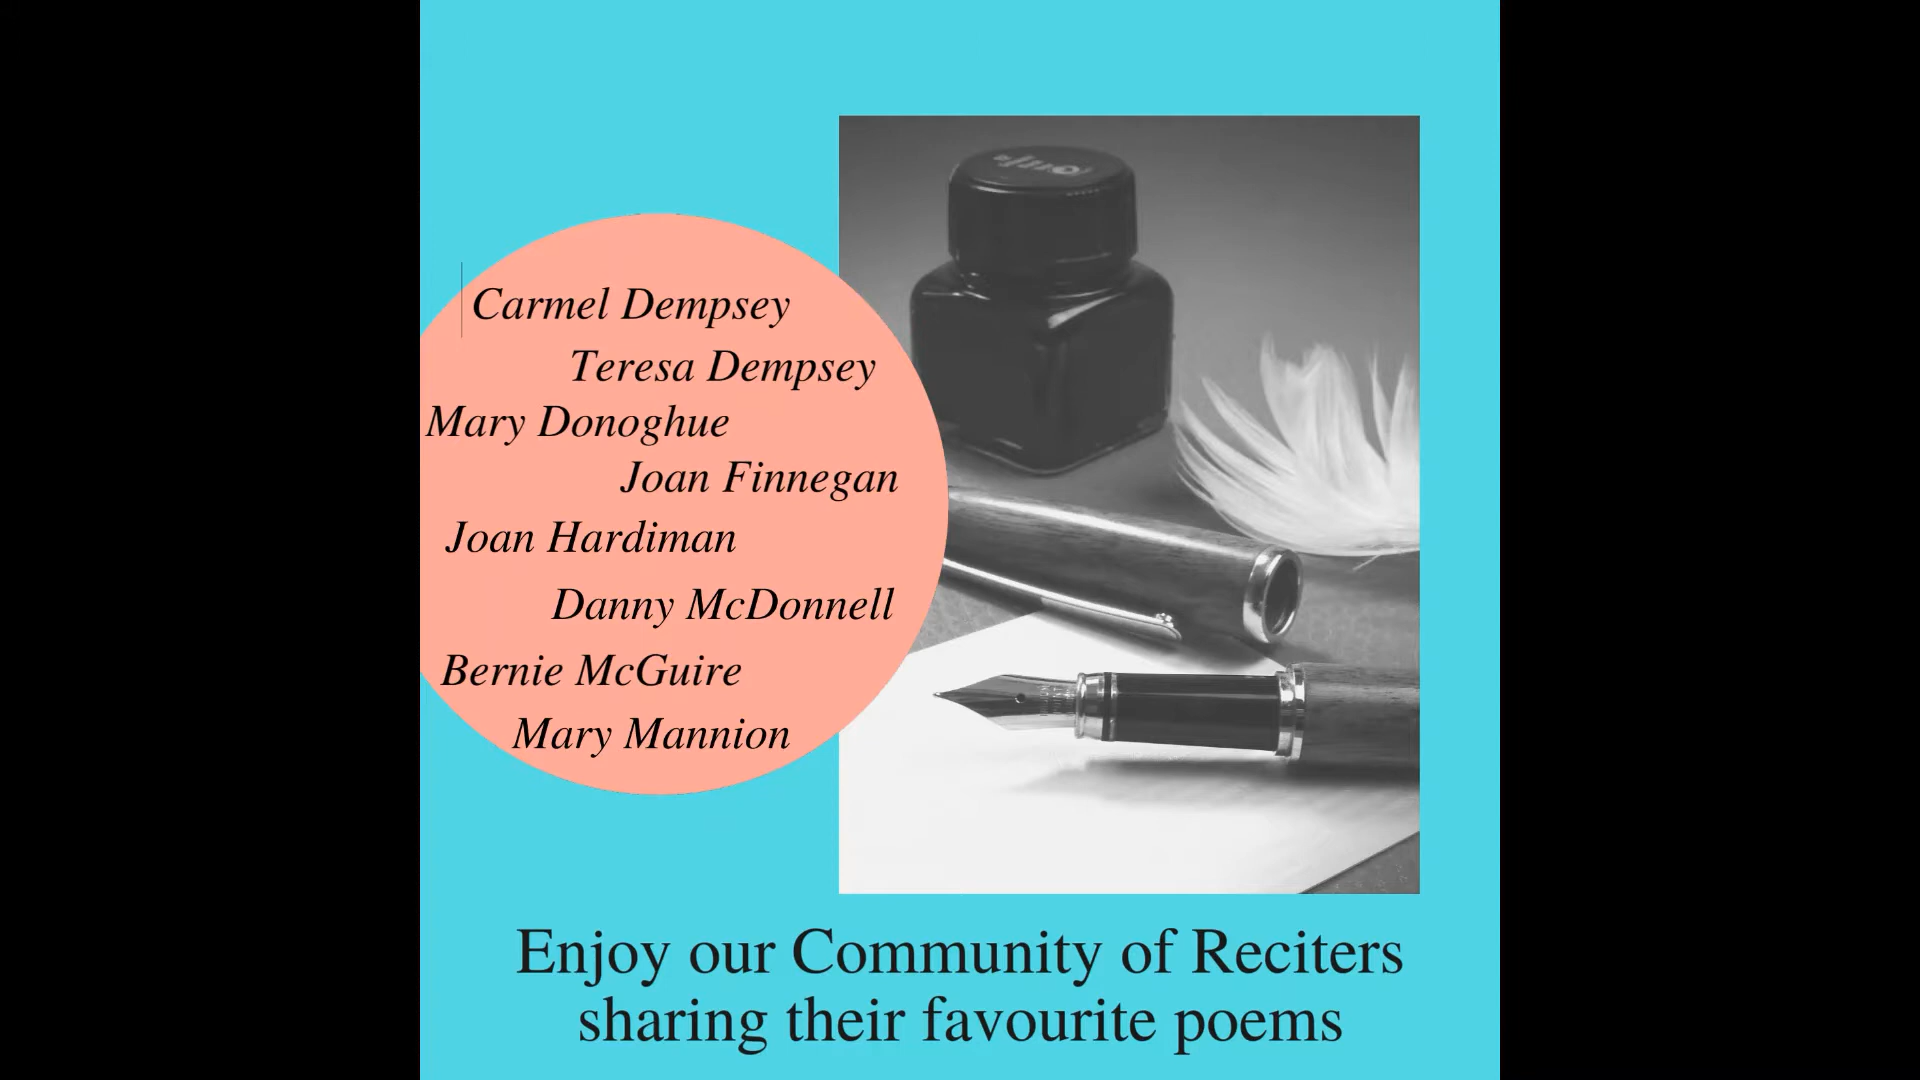 Carmel Dempsey
Teresa Dempsey
Mary Donoghue
Joan Finnegan
Joan Hardiman
Danny McDonnell
Bernie McGuire
Mary Mannion
Enjoy our Community of Reciters
sharing their favourite poems